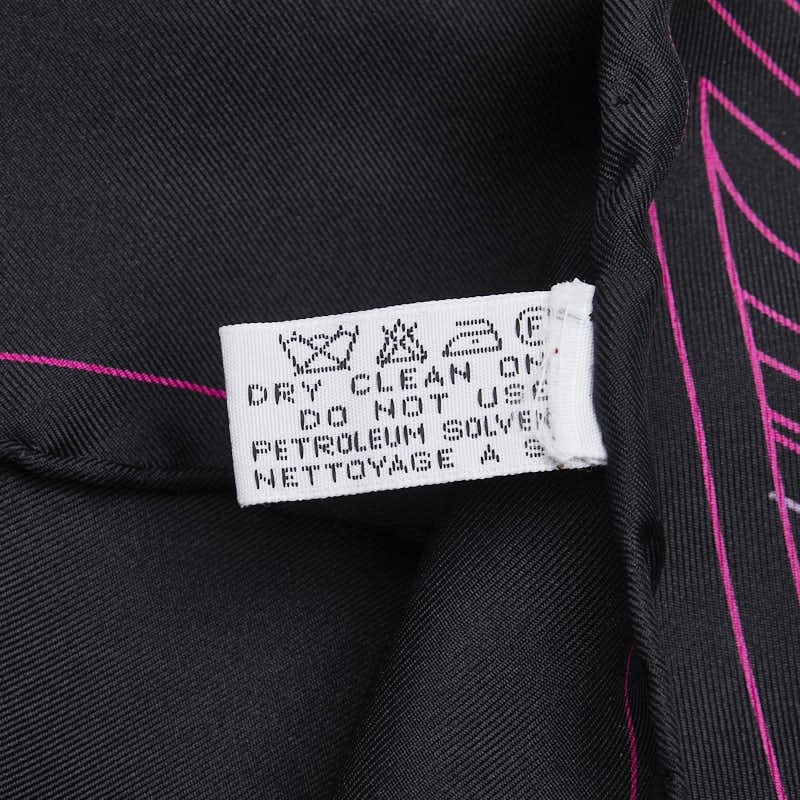 DRY CLEAN ON
DO NOT USE
PETROLEUM SOLVEN
NETTOYAGE A S